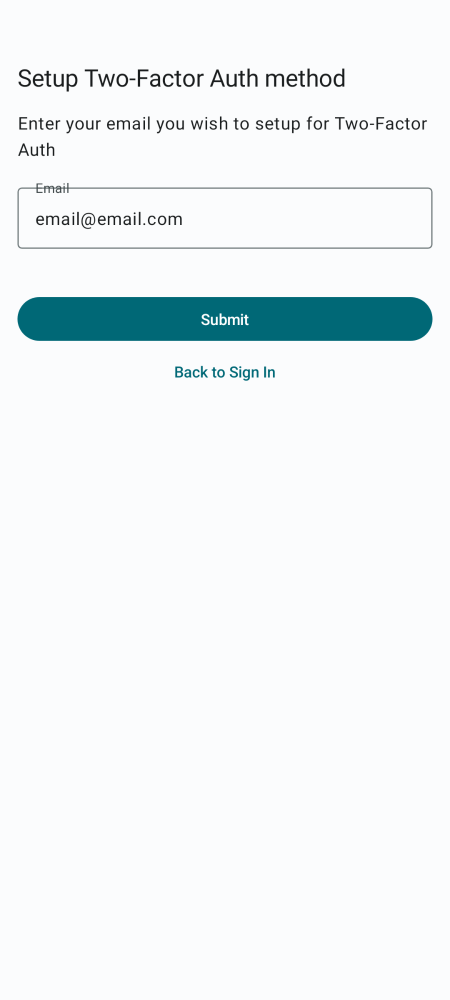 Setup Two-Factor Auth method
Enter your email you wish to setup for Two-Factor
Auth
Email
email@email.com
Submit
Back to Sign In